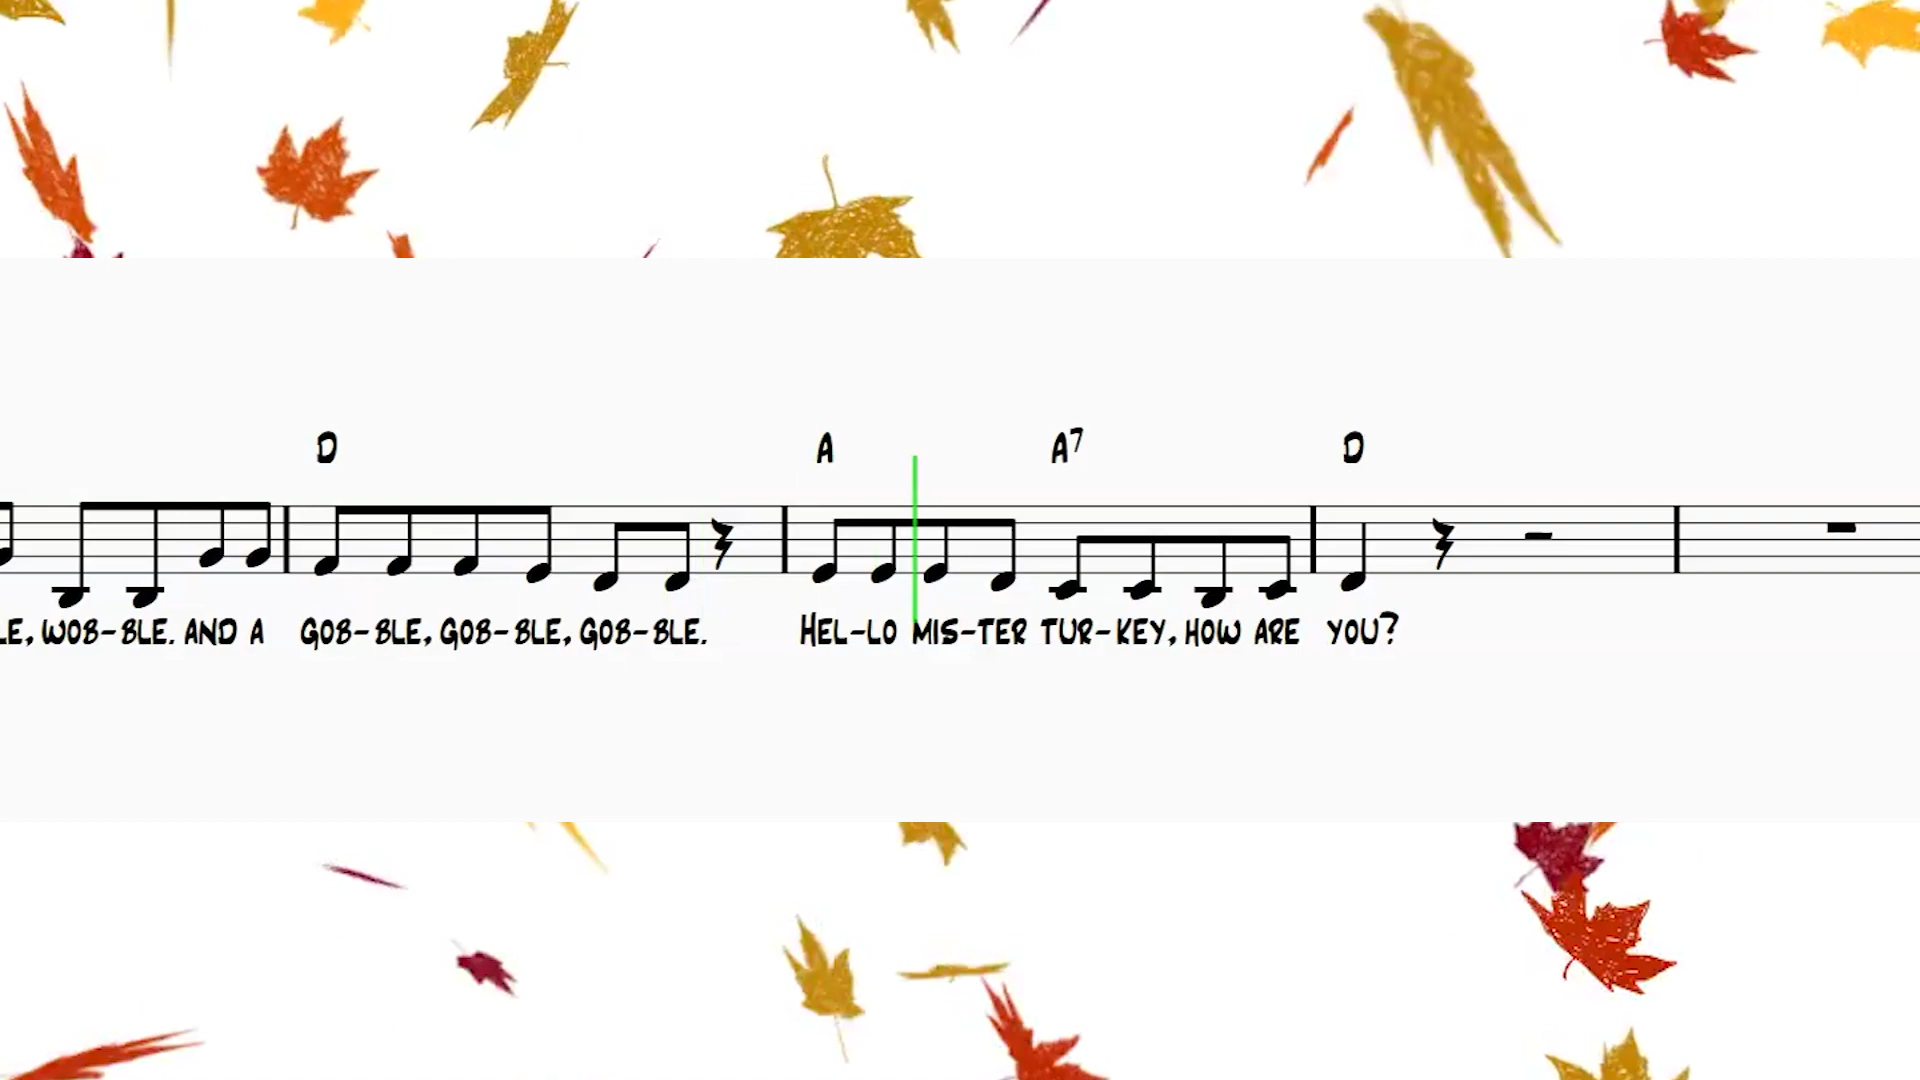 D A A7 D
LE, WOB-BLE. AND A GOB-BLE, GOB-BLE, GOB-BLE. HEL-LO MIS-TER TUR-KEY, HOW ARE YOU?